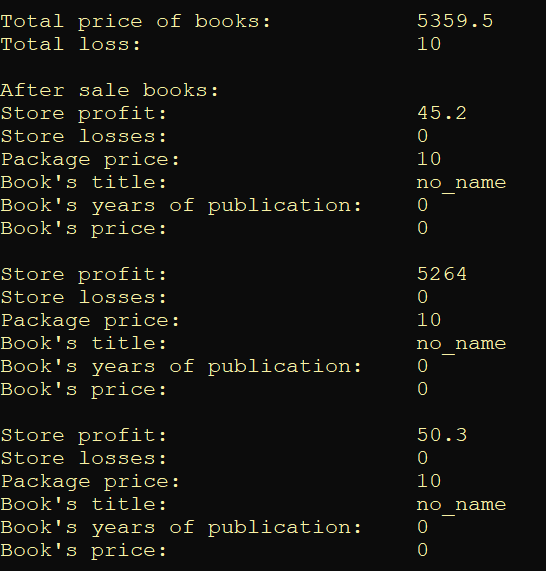 Total price of books: 5359.5
Total loss: 10
After sale books:
Store profit: 45.2
Store losses: 0
Package price: 10
Book's title: no_name
Book's years of publication: 0
Book's price: 0
Store profit: 5264
Store losses: 0
Package price: 10
Book's title: no_name
Book's years of publication: 0
Book's price: 0
Store profit: 50.3
Store losses: 0
Package price: 10
Book's title: no_name
Book's years of publication: 0
Book's price: 0